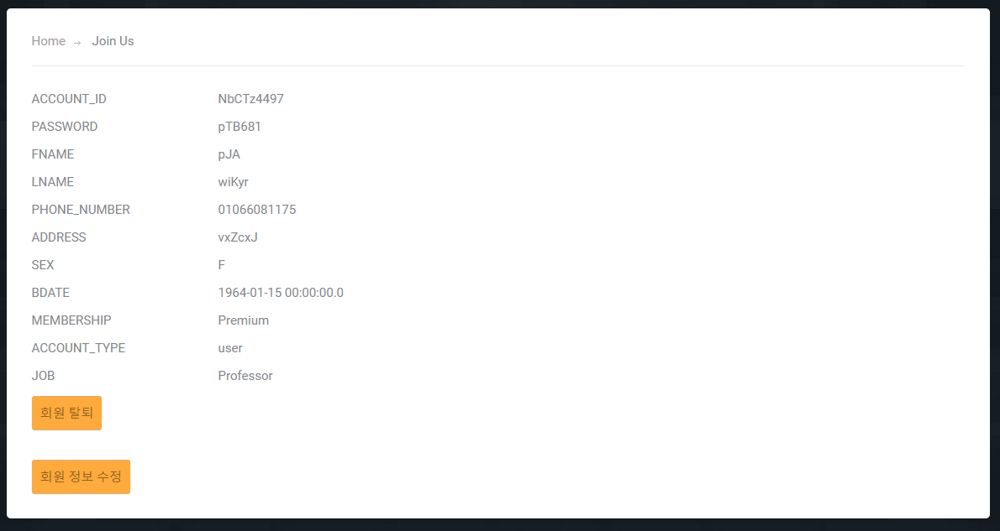 Home → Join Us
ACCOUNT_ID NbCTz4497
PASSWORD pTB681
FNAME pJA
LNAME wiKyr
PHONE_NUMBER 01066081175
ADDRESS vxZcxJ
SEX F
BDATE 1964-01-15 00:00:00.0
MEMBERSHIP Premium
ACCOUNT_TYPE user
JOB Professor
회원 탈퇴
회원 정보 수정